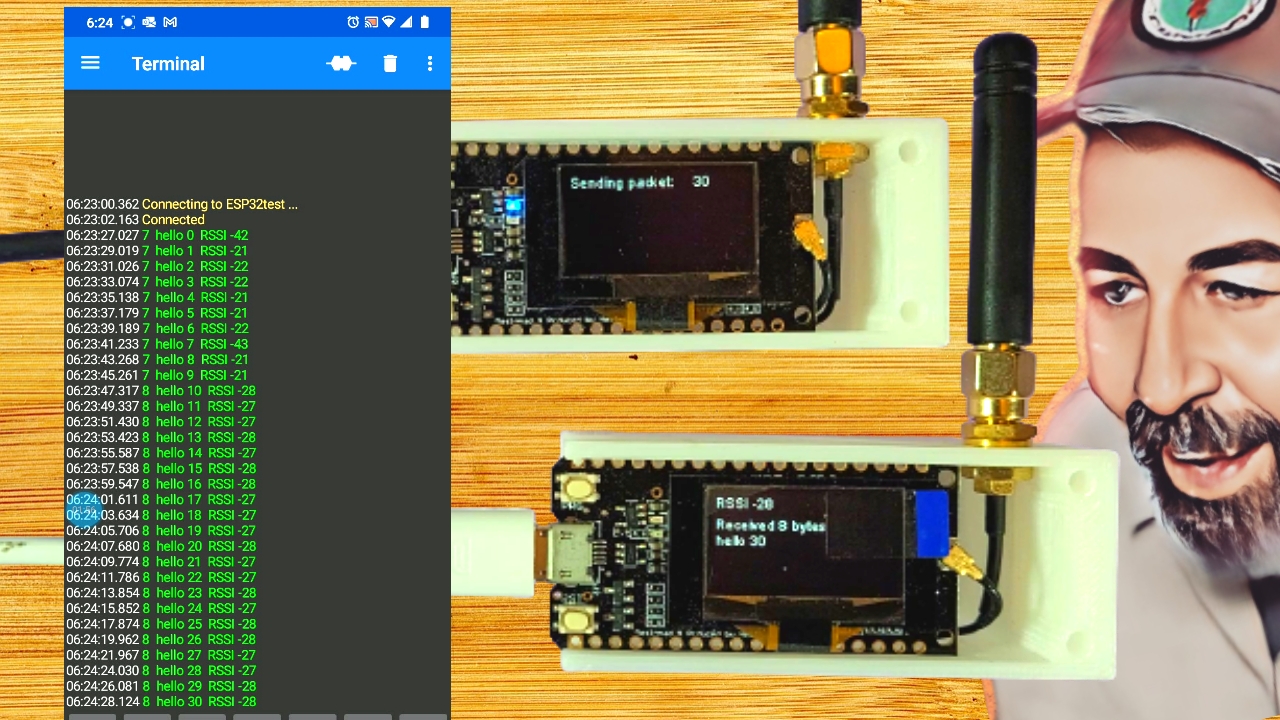 6:24
Terminal
06:23:00.362 Connecting to ESP32test ...
06:23:02.163 Connected
06:23:27.027 7 hello 0 RSSI -42
06:23:29.019 7 hello 1 RSSI -21
06:23:31.026 7 hello 2 RSSI -22
06:23:33.074 7 hello 3 RSSI -22
06:23:35.138 7 hello 4 RSSI -21
06:23:37.179 7 hello 5 RSSI -21
06:23:39.189 7 hello 6 RSSI -22
06:23:41.233 7 hello 7 RSSI -43
06:23:43.268 7 hello 8 RSSI -21
06:23:45.261 7 hello 9 RSSI -21
06:23:47.317 8 hello 10 RSSI -28
06:23:49.337 8 hello 11 RSSI -27
06:23:51.430 8 hello 12 RSSI -27
06:23:53.423 8 hello 13 RSSI -28
06:23:55.587 8 hello 14 RSSI -27
06:23:57.538 8 hello 15 RSSI -28
06:23:59.547 8 hello 16 RSSI -28
06:24:01.611 8 hello 17 RSSI -27
06:24:03.634 8 hello 18 RSSI -27
06:24:05.706 8 hello 19 RSSI -27
06:24:07.680 8 hello 20 RSSI -28
06:24:09.774 8 hello 21 RSSI -27
06:24:11.786 8 hello 22 RSSI -27
06:24:13.854 8 hello 23 RSSI -28
06:24:15.852 8 hello 24 RSSI -27
06:24:17.874 8 hello 25 RSSI -28
06:24:19.962 8 hello 26 RSSI -28
06:24:21.967 8 hello 27 RSSI -27
06:24:24.030 8 hello 28 RSSI -27
06:24:26.081 8 hello 29 RSSI -28
06:24:28.124 8 hello 30 RSSI -28
Sending packet: 30
RSSI -28
Received 8 bytes
hello 30